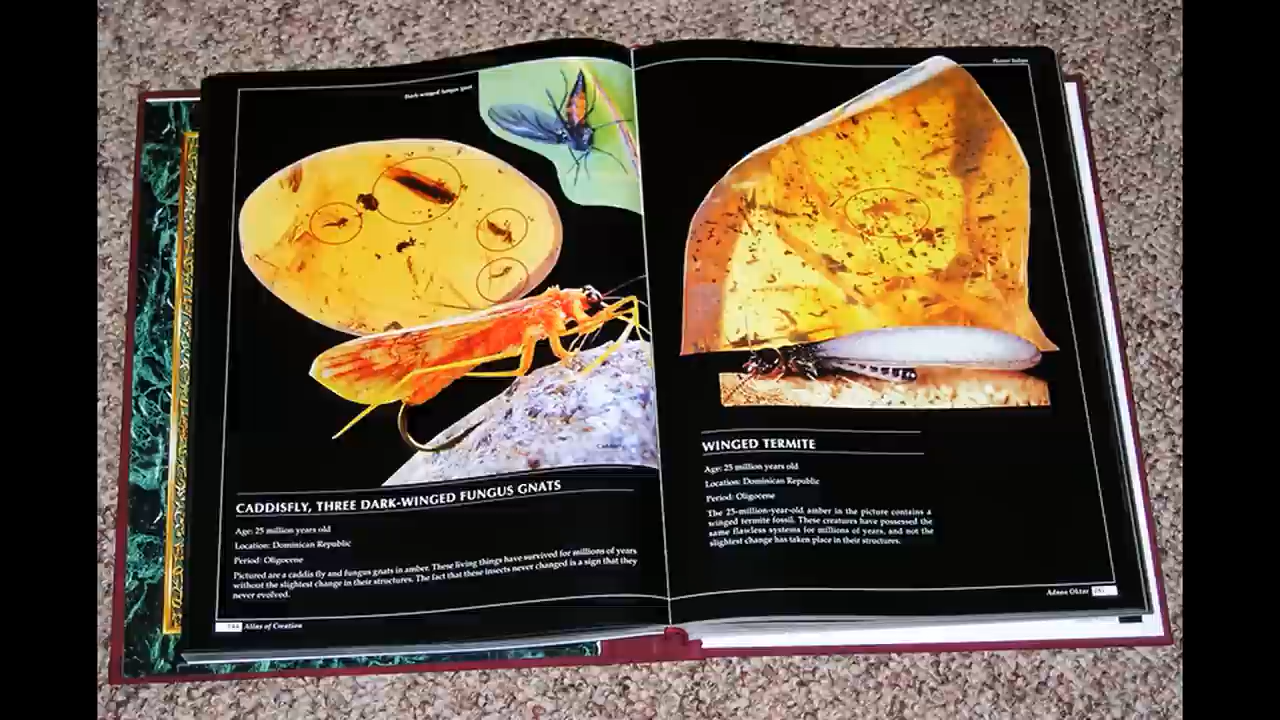 Dark-winged fungus gnat
CADDISFLY, THREE DARK-WINGED FUNGUS GNATS
Age: 25 million years old
Location: Dominican Republic
Period: Oligocene
Pictured are a caddis fly and fungus gnats in amber. These living things have survived for millions of years
without the slightest change in their structures. The fact that these insects never changed is a sign that they
never evolved.
Atlas of Creation
WINGED TERMITE
Age: 25 million years old
Location: Dominican Republic
Period: Oligocene
The 25-million-year-old amber in the picture contains a
winged termite fossil. These creatures have possessed the
same flawless systems for millions of years, and not the
slightest change has taken place in their structures.
Adnan Oktar